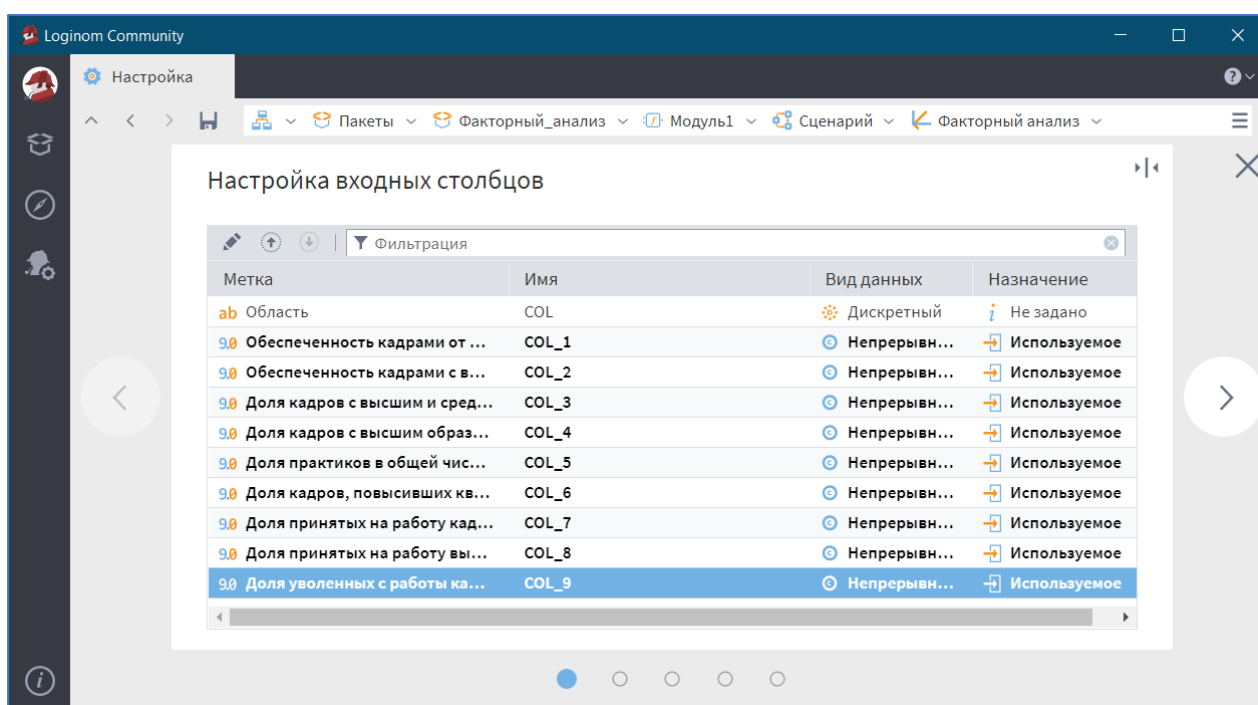 Loginom Community
Настройка
Пакеты Факторный_анализ Модуль1 Сценарий Факторный анализ
Настройка входных столбцов
Фильтрация
Метка Имя Вид данных Назначение
ab Область COL Дискретный i Не задано
9.0 Обеспеченность кадрами от ... COL_1 Непрерывн... Используемое
9.0 Обеспеченность кадрами с в... COL_2 Непрерывн... Используемое
9.0 Доля кадров с высшим и сред... COL_3 Непрерывн... Используемое
9.0 Доля кадров с высшим образ... COL_4 Непрерывн... Используемое
9.0 Доля практиков в общей чис... COL_5 Непрерывн... Используемое
9.0 Доля кадров, повысивших кв... COL_6 Непрерывн... Используемое
9.0 Доля принятых на работу кад... COL_7 Непрерывн... Используемое
9.0 Доля принятых на работу вы... COL_8 Непрерывн... Используемое
9.0 Доля уволенных с работы ка... COL_9 Непрерывн... Используемое